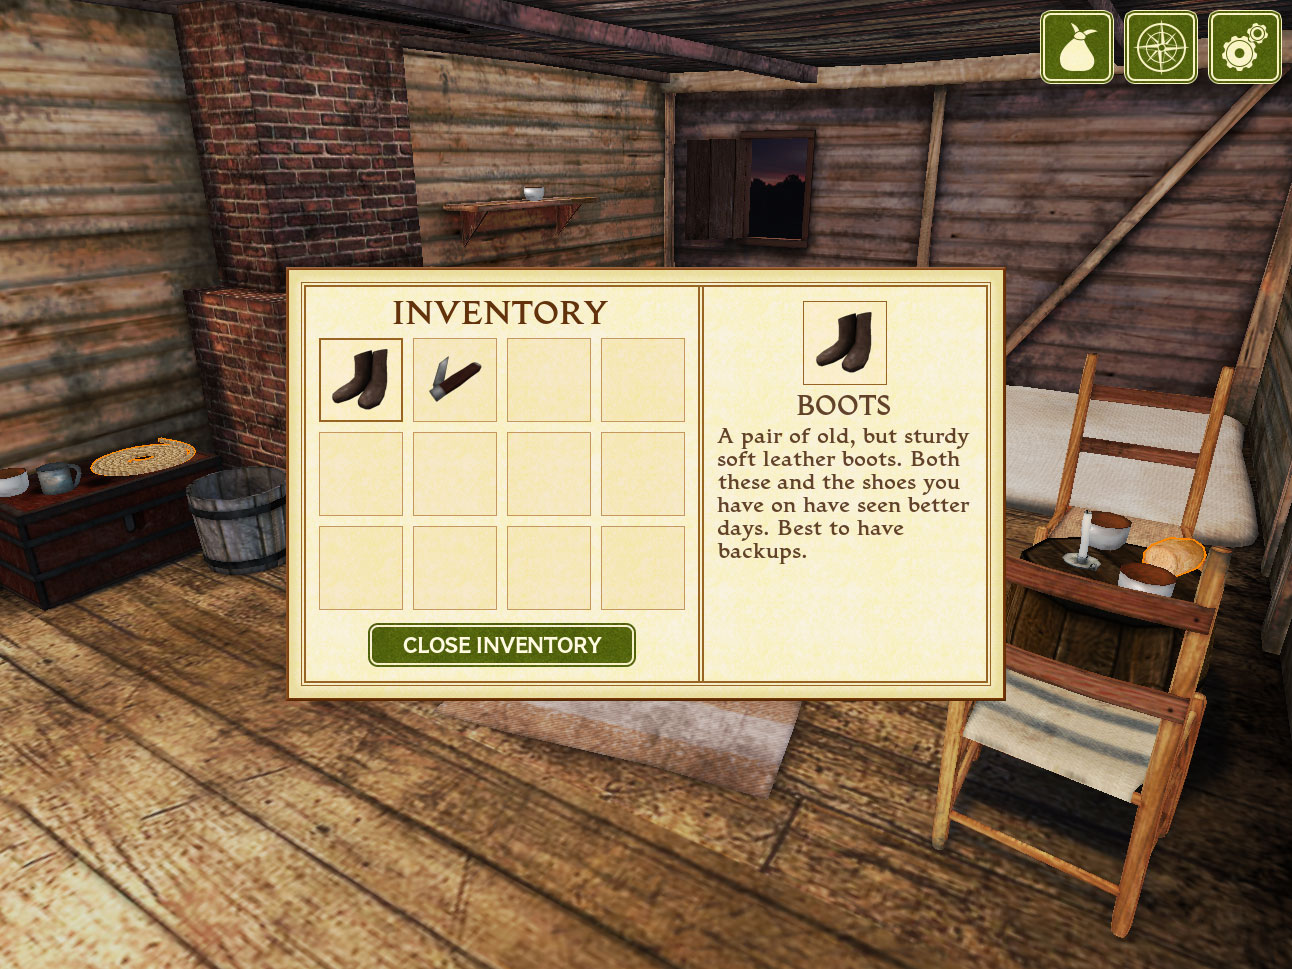 INVENTORY
CLOSE INVENTORY
BOOTS
A pair of old, but sturdy
soft leather boots. Both
these and the shoes you
have on have seen better
days. Best to have
backups.